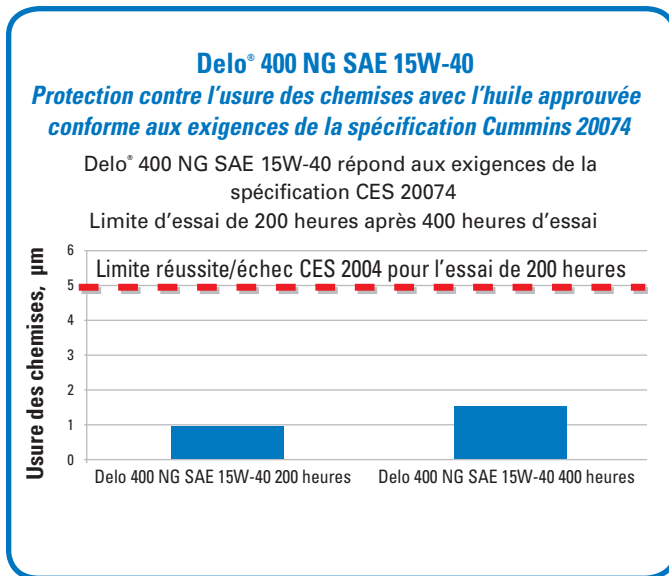 Delo® 400 NG SAE 15W-40
Protection contre l'usure des chemises avec l'huile approuvée
conforme aux exigences de la spécification Cummins 20074
Delo® 400 NG SAE 15W-40 répond aux exigences de la
spécification CES 20074
Limite d'essai de 200 heures après 400 heures d'essai
Usure des chemises, µm
6
Limite réussite/échec CES 2004 pour l'essai de 200 heures
5
4
3
2
1
0
Delo 400 NG SAE 15W-40 200 heures
Delo 400 NG SAE 15W-40 400 heures